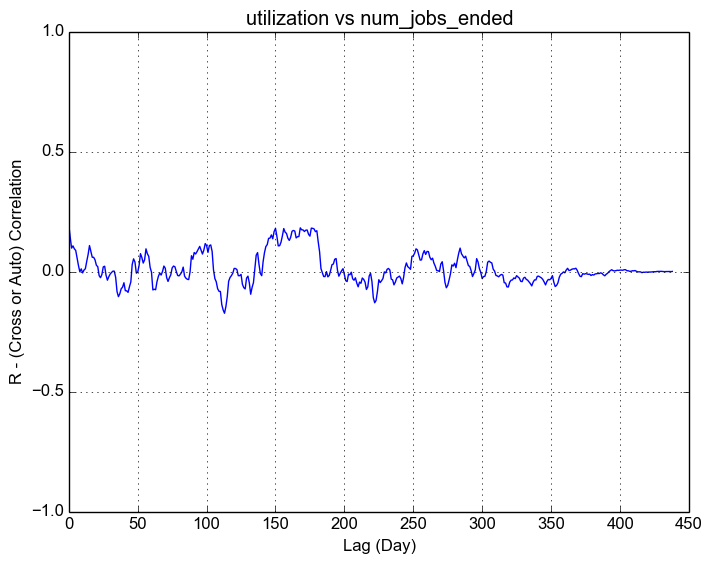 utilization vs num_jobs_ended
1.0
0.5
0.0
−0.5
−1.0
R - (Cross or Auto) Correlation
0 50 100 150 200 250 300 350 400 450
Lag (Day)